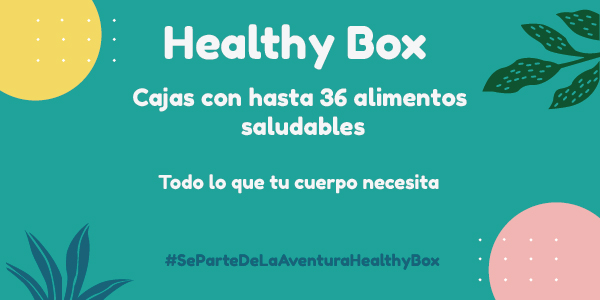 Healthy Box
Cajas con hasta 36 alimentos
saludables
Todo lo que tu cuerpo necesita
#SeParteDeLaAventuraHealthyBox